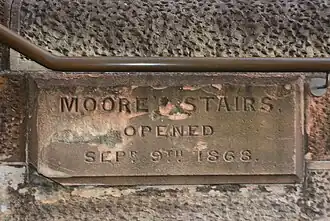 MOORE STAIRS.
OPENED
SEPT 9TH 1868.